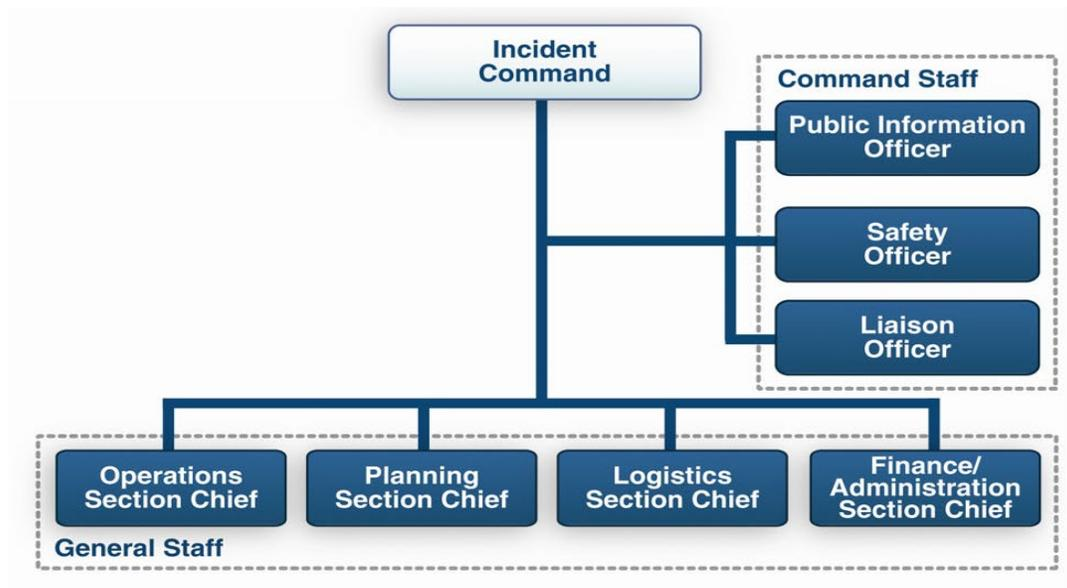 Incident
Command
Command Staff
Public Information
Officer
Safety
Officer
Liaison
Officer
Operations
Section Chief
Planning
Section Chief
Logistics
Section Chief
Finance/
Administration
Section Chief
General Staff